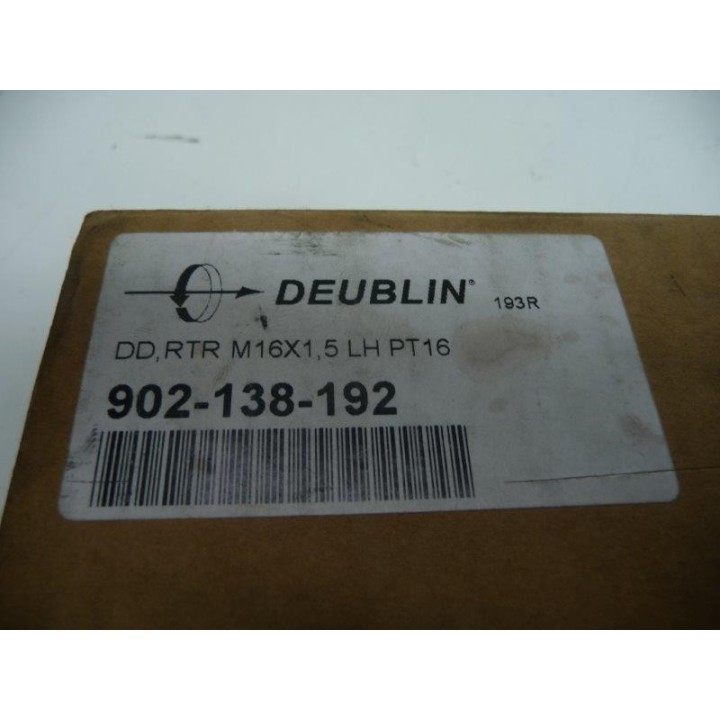 DEUBLIN® 193R
DD,RTR M16X1,5 LH PT16
902-138-192